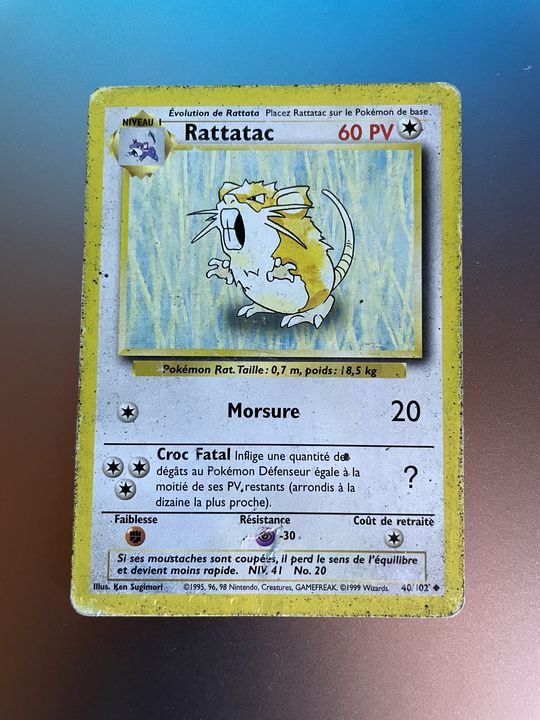 Évolution de Rattata Placez Rattatac sur le Pokémon de base
NIVEAU 1
Rattatac 60 PV
Pokémon Rat. Taille: 0,7 m, poids: 18,5 kg
Morsure 20
Croc Fatal Inflige une quantité de
dégâts au Pokémon Défenseur égale à la
moitié de ses PV restants (arrondis à la
dizaine la plus proche). ?
Faiblesse Résistance Coût de retraite
-30
Si ses moustaches sont coupées, il perd le sens de l'équilibre
et devient moins rapide. NIV. 41 No. 20
Illus. Ken Sugimori ©1995, 96, 98 Nintendo, Creatures, GAMEFREAK. ©1999 Wizards. 40/102